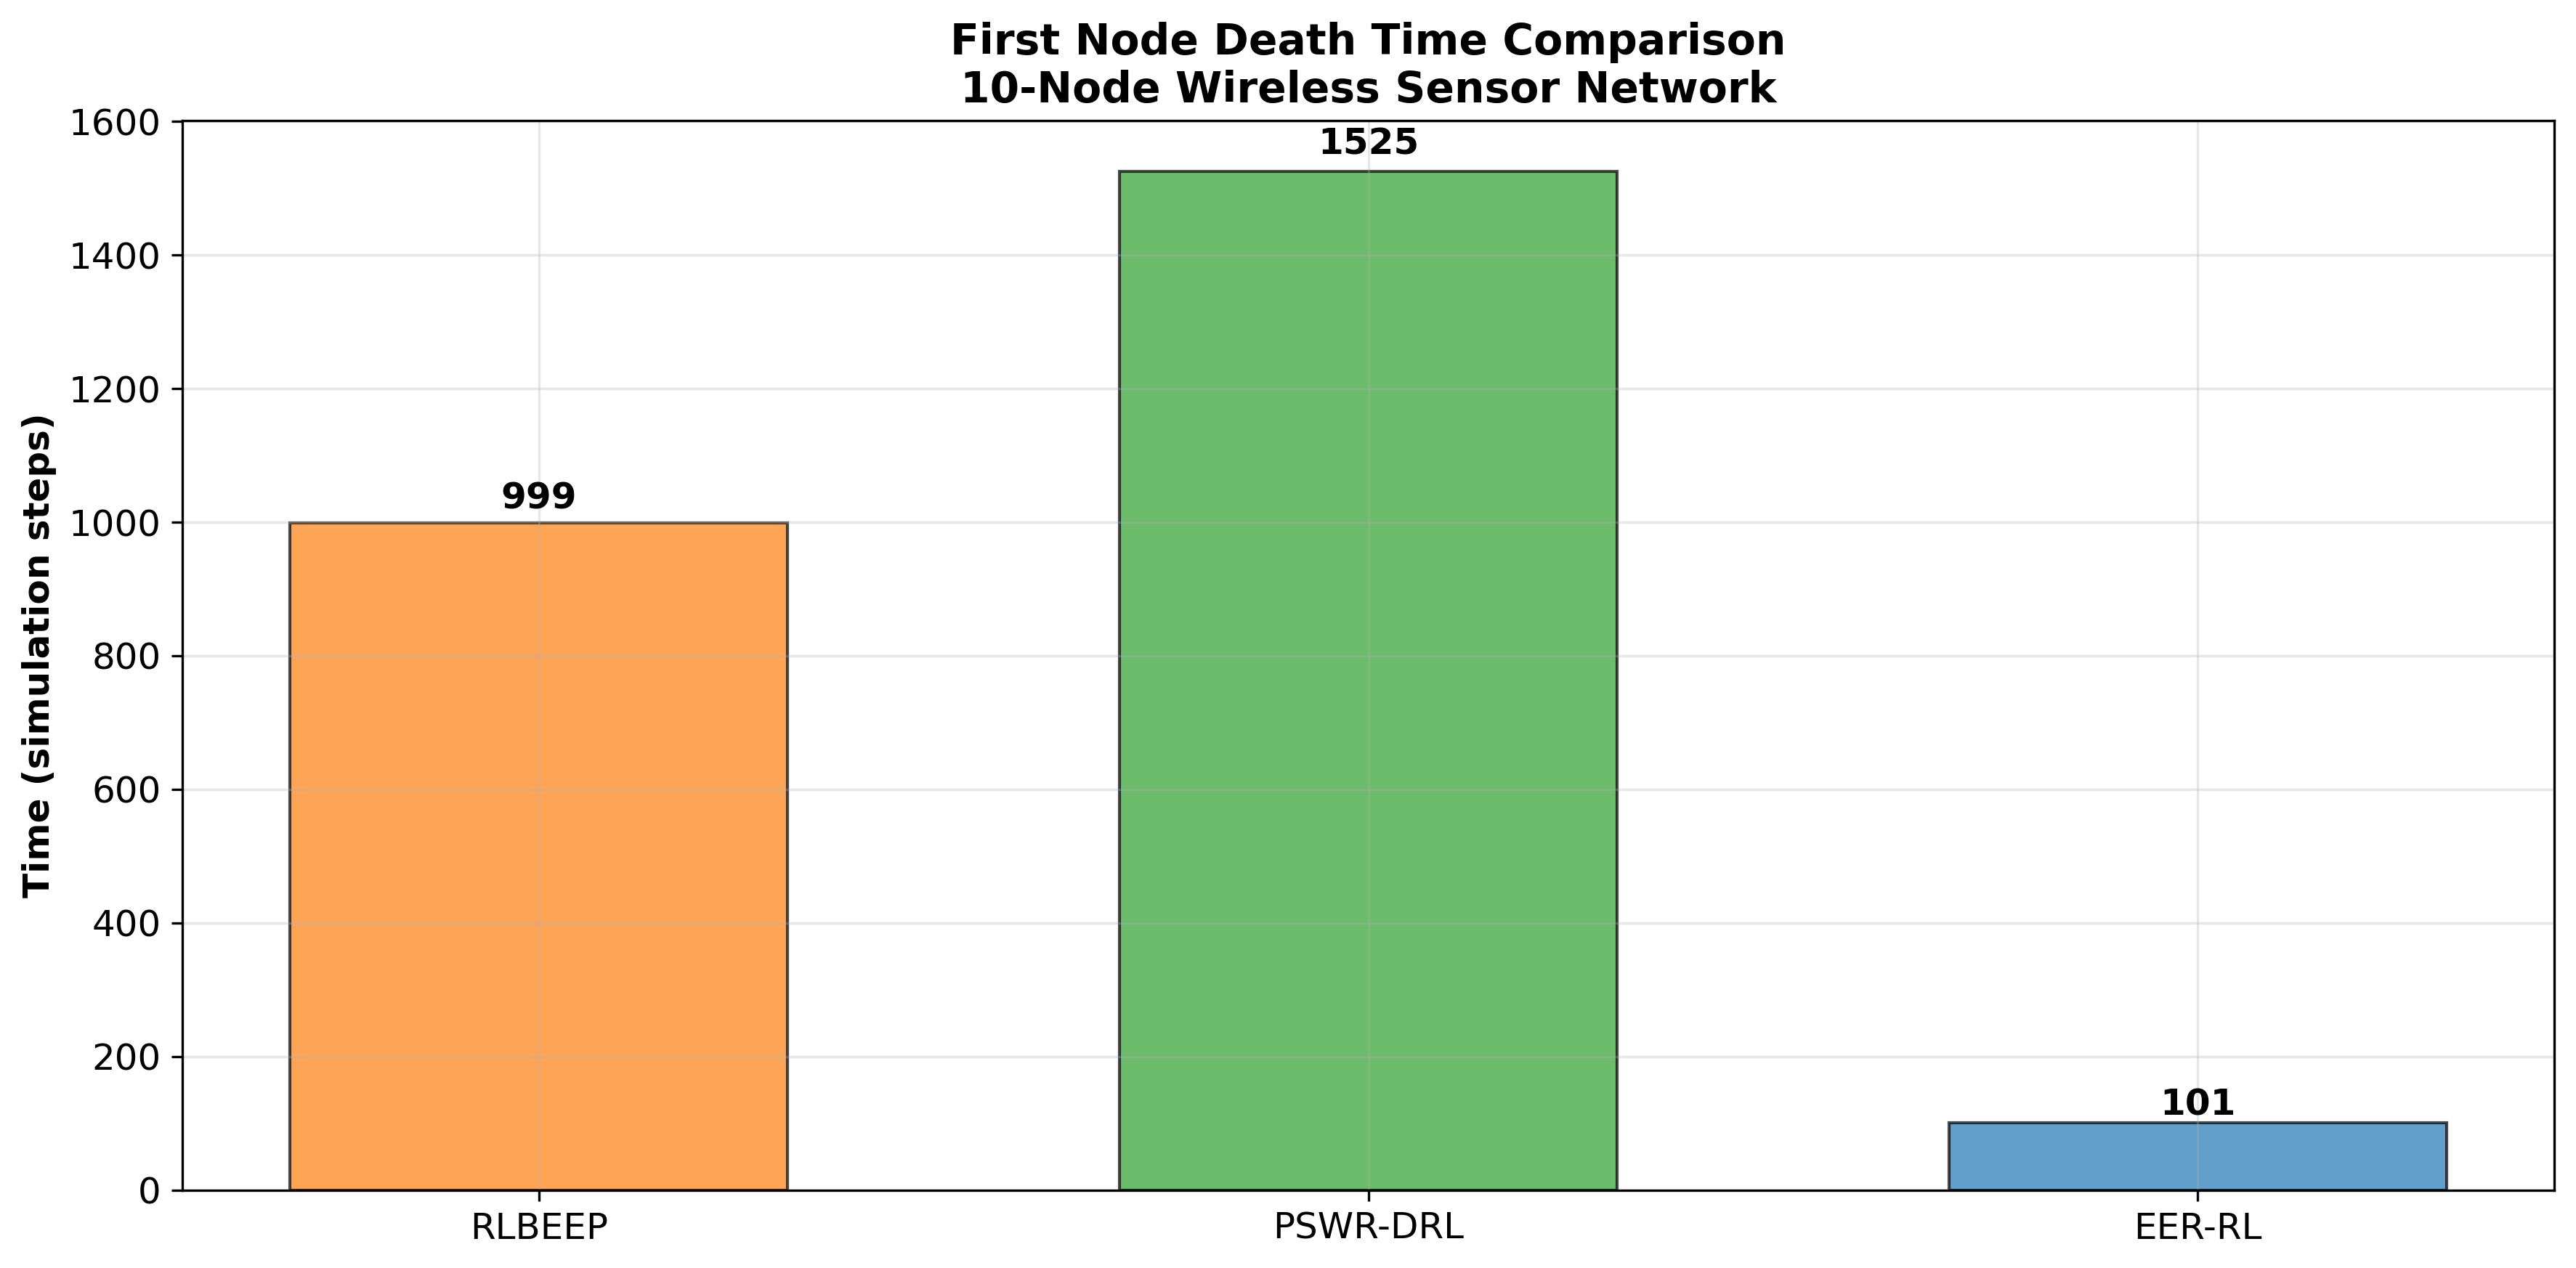 First Node Death Time Comparison
10-Node Wireless Sensor Network
Time (simulation steps)
1600
1400
1200
1000
800
600
400
200
0
999
1525
101
RLBEEP
PSWR-DRL
EER-RL